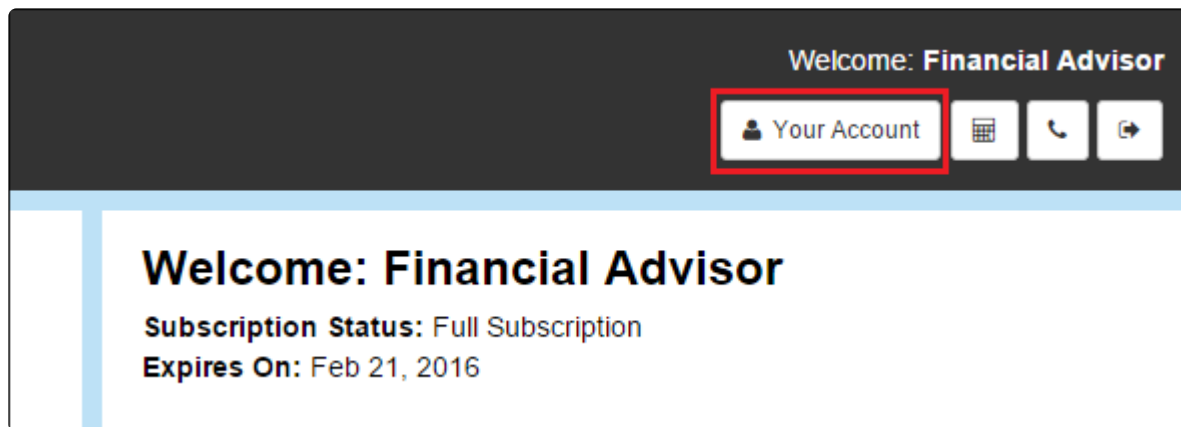 Welcome: Financial Advisor
Your Account
Welcome: Financial Advisor
Subscription Status: Full Subscription
Expires On: Feb 21, 2016